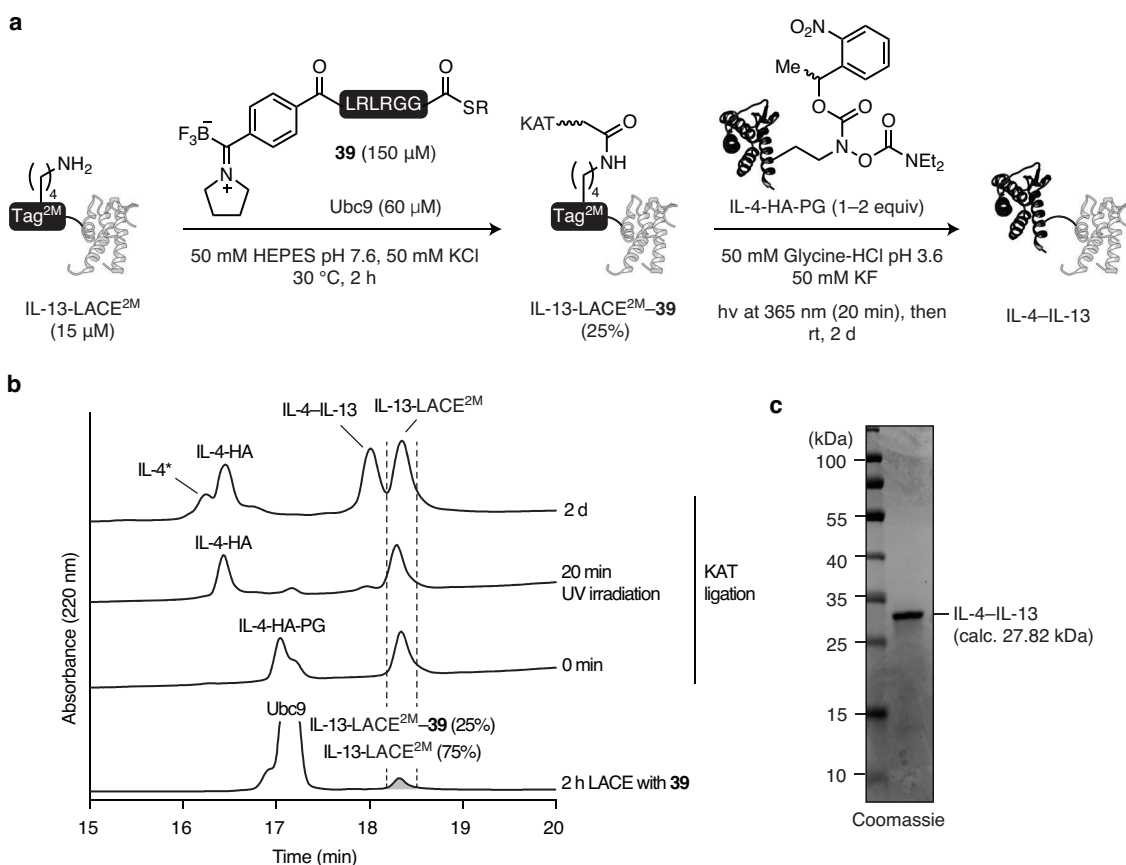 a
O
O
LRLRGG
SR
F₃B⁻
N⁺
39 (150 µM)
NH₂
4
Tag²ᴹ
IL-13-LACE²ᴹ
(15 µM)
Ubc9 (60 µM)
50 mM HEPES pH 7.6, 50 mM KCl
30 °C, 2 h
KAT
O
NH
4
Tag²ᴹ
IL-13-LACE²ᴹ–39
(25%)
O₂N
Me
O
O
O
N
O
NEt₂
IL-4-HA-PG (1–2 equiv)
50 mM Glycine-HCl pH 3.6
50 mM KF
hν at 365 nm (20 min), then
rt, 2 d
IL-4–IL-13
b
Absorbance (220 nm)
IL-4*
IL-4-HA
IL-4–IL-13
IL-13-LACE²ᴹ
2 d
IL-4-HA
20 min
UV irradiation
KAT
ligation
IL-4-HA-PG
0 min
Ubc9
IL-13-LACE²ᴹ–39 (25%)
IL-13-LACE²ᴹ (75%)
2 h LACE with 39
15 16 17 18 19 20
Time (min)
c
(kDa)
100
55
40
35
25
15
10
IL-4–IL-13
(calc. 27.82 kDa)
Coomassie